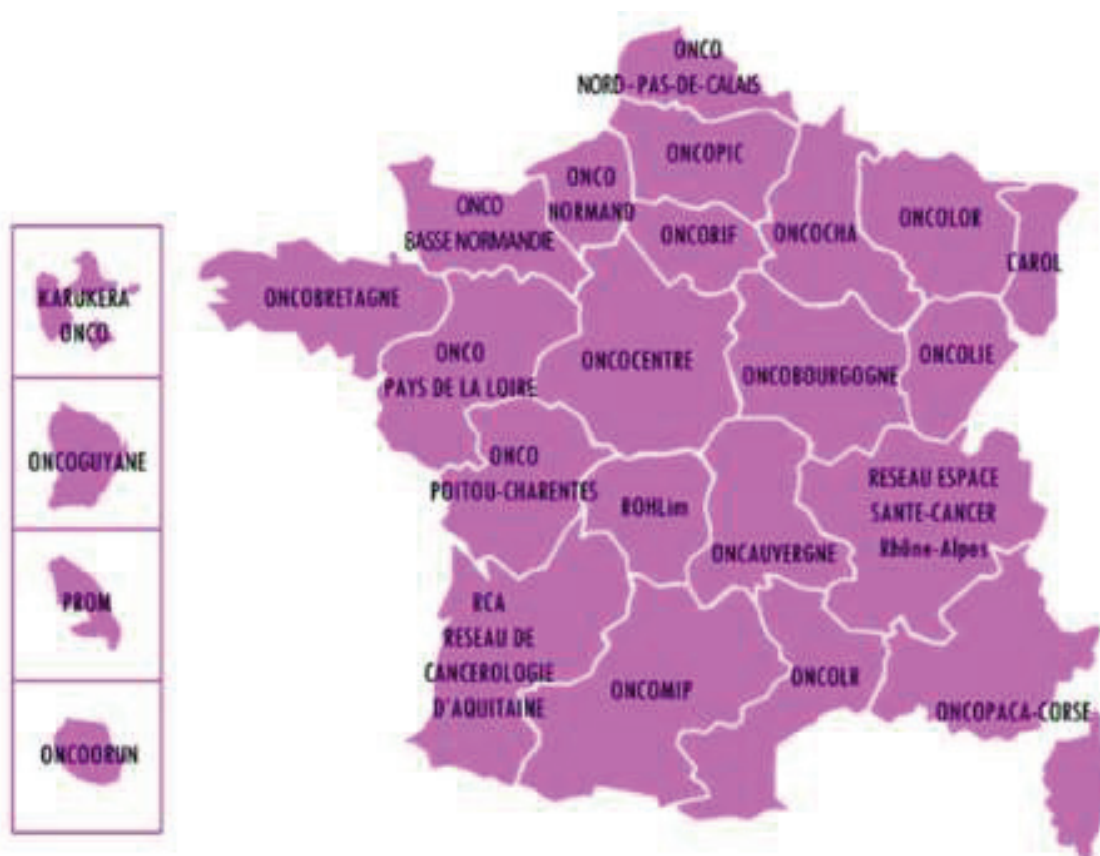 ONCO
NORD-PAS-DE-CALAIS
ONCOPIC
ONCO
NORMAND
ONCO
BASSE NORMANDIE
ONCORIF
ONCOCHA
ONCOLOR
CAROL
ONCOBRETAGNE
ONCO
PAYS DE LA LOIRE
ONCOCENTRE
ONCOBOURGOGNE
ONCOLIE
ONCO
POITOU-CHARENTES
ROHLim
ONCAUVERGNE
RESEAU ESPACE
SANTE-CANCER
Rhône-Alpes
RCA
RESEAU DE
CANCEROLOGIE
D'AQUITAINE
ONCOMIP
ONCOLR
ONCOPACA-CORSE
KARUKERA
ONCO
ONCOGUYANE
PROM
ONCOORUN